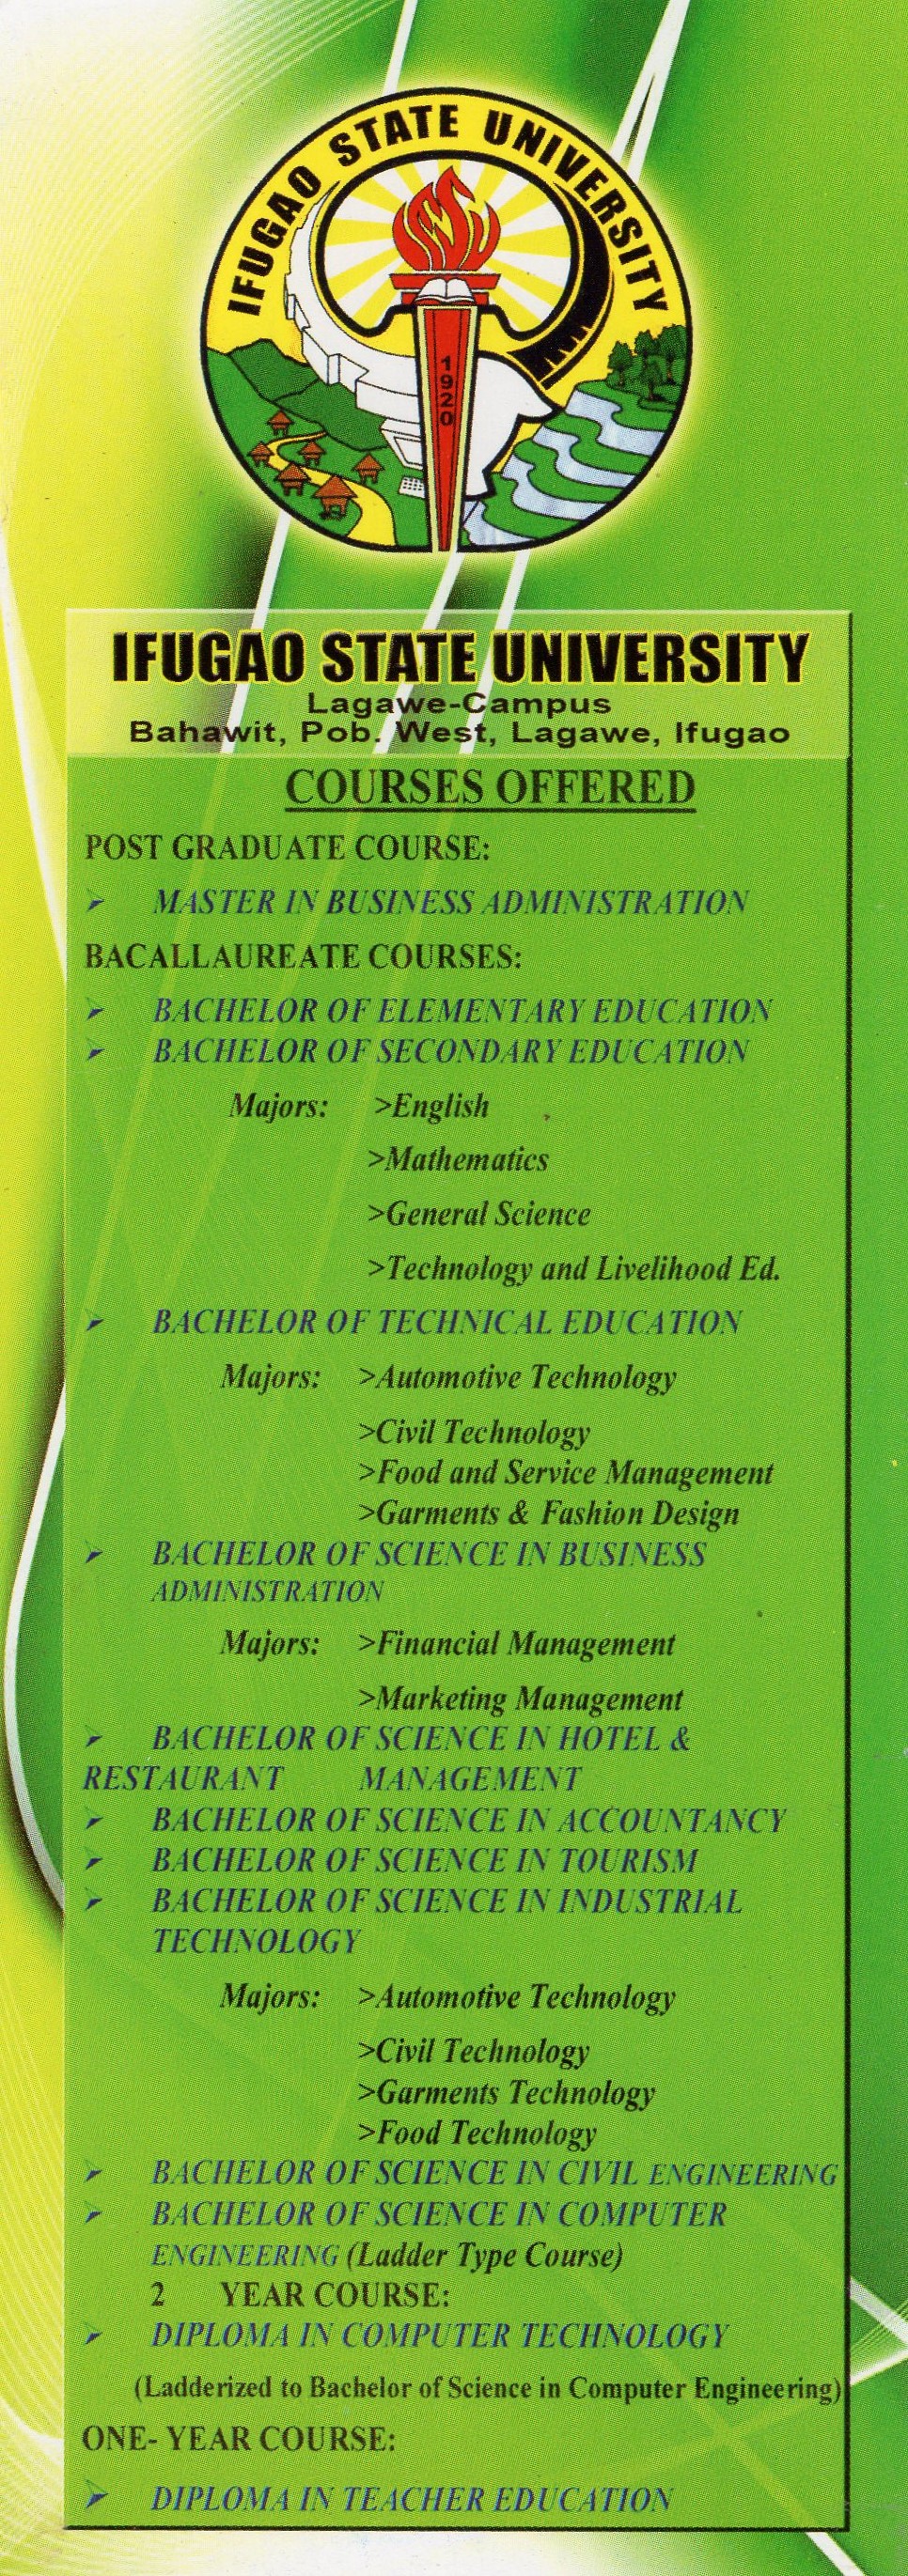 IFUGAO STATE UNIVERSITY
1920
IFUGAO STATE UNIVERSITY
Lagawe-Campus
Bahawit, Pob. West, Lagawe, Ifugao
COURSES OFFERED
POST GRADUATE COURSE:
➢ MASTER IN BUSINESS ADMINISTRATION
BACALLAUREATE COURSES:
➢ BACHELOR OF ELEMENTARY EDUCATION
➢ BACHELOR OF SECONDARY EDUCATION
Majors: >English
>Mathematics
>General Science
>Technology and Livelihood Ed.
➢ BACHELOR OF TECHNICAL EDUCATION
Majors: >Automotive Technology
>Civil Technology
>Food and Service Management
>Garments & Fashion Design
➢ BACHELOR OF SCIENCE IN BUSINESS
ADMINISTRATION
Majors: >Financial Management
>Marketing Management
➢ BACHELOR OF SCIENCE IN HOTEL &
RESTAURANT MANAGEMENT
➢ BACHELOR OF SCIENCE IN ACCOUNTANCY
➢ BACHELOR OF SCIENCE IN TOURISM
➢ BACHELOR OF SCIENCE IN INDUSTRIAL
TECHNOLOGY
Majors: >Automotive Technology
>Civil Technology
>Garments Technology
>Food Technology
➢ BACHELOR OF SCIENCE IN CIVIL ENGINEERING
➢ BACHELOR OF SCIENCE IN COMPUTER
ENGINEERING (Ladder Type Course)
2 YEAR COURSE:
➢ DIPLOMA IN COMPUTER TECHNOLOGY
(Ladderized to Bachelor of Science in Computer Engineering)
ONE- YEAR COURSE:
➢ DIPLOMA IN TEACHER EDUCATION